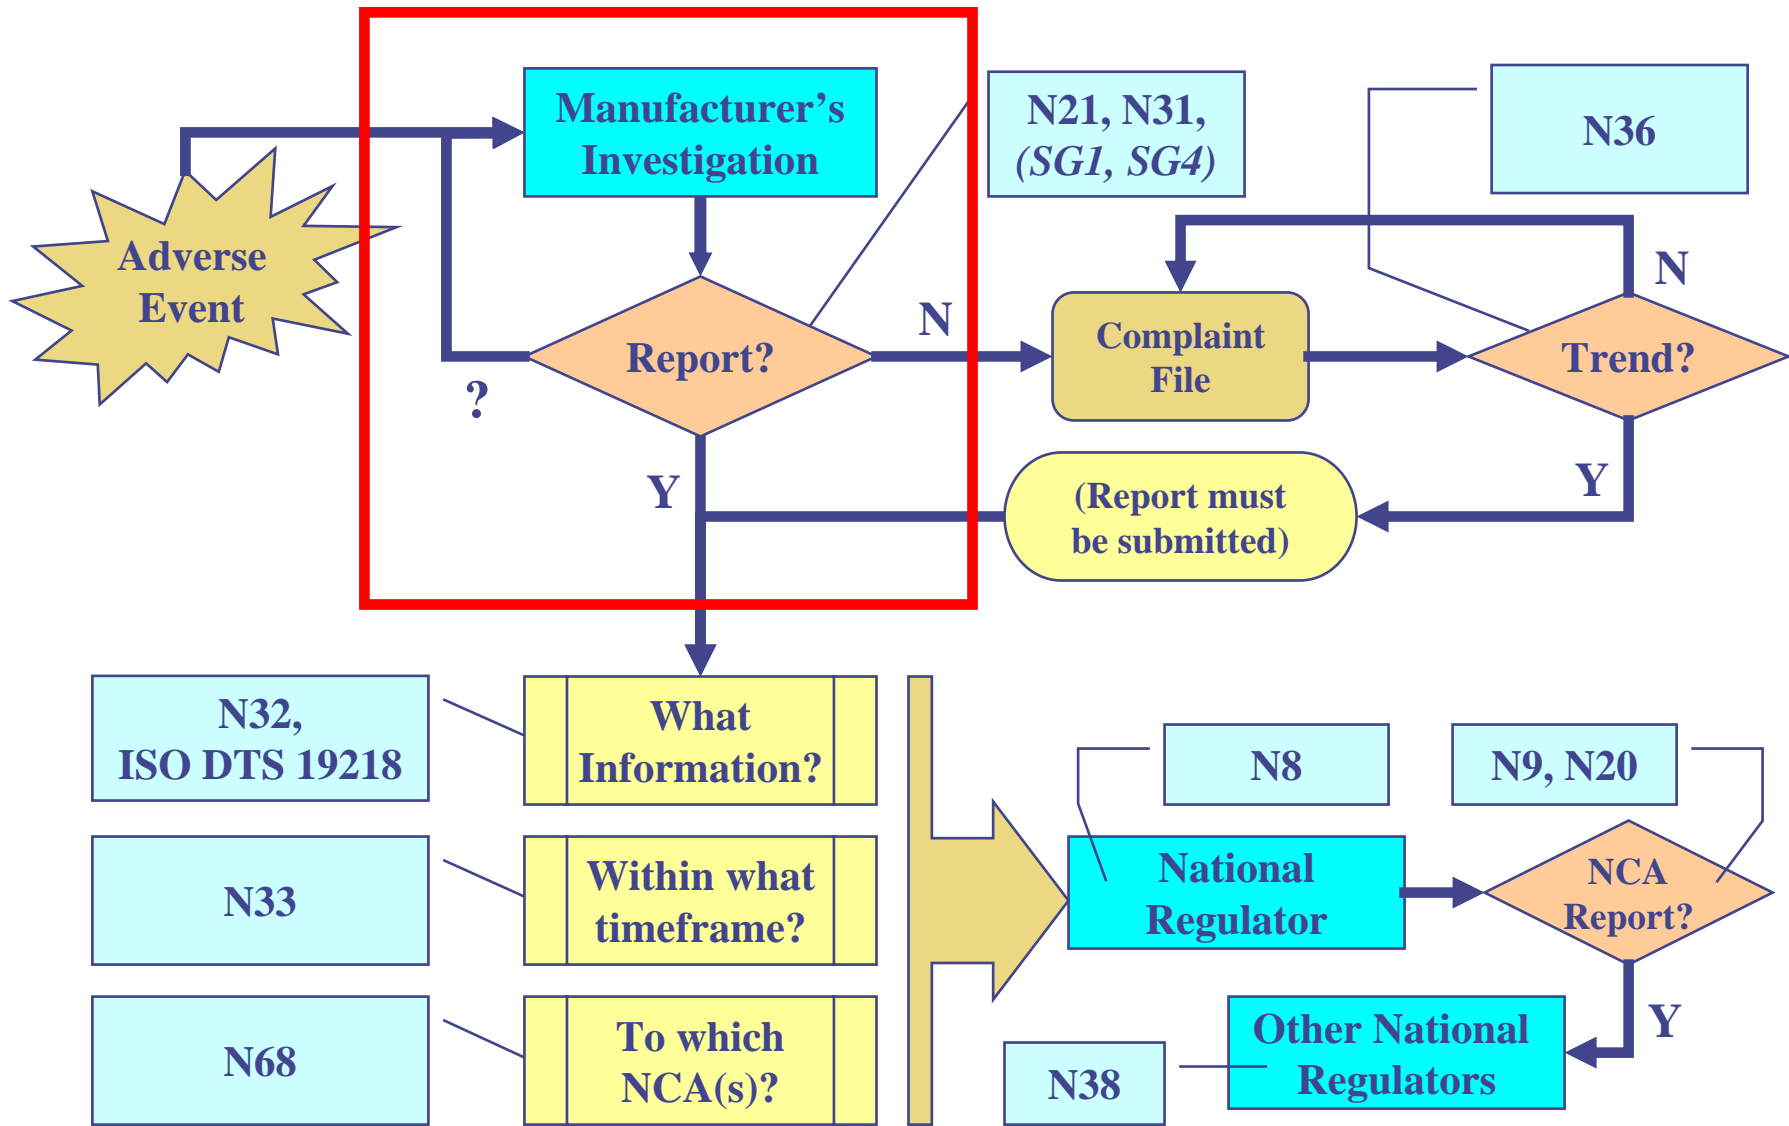 Manufacturer’s
Investigation
N21, N31,
(SG1, SG4)
N36
Adverse
Event
Report?
?
N
Y
Complaint
File
Trend?
N
Y
(Report must
be submitted)
N32,
ISO DTS 19218
What
Information?
N33
Within what
timeframe?
N68
To which
NCA(s)?
N8
N9, N20
National
Regulator
NCA
Report?
Y
Other National
Regulators
N38